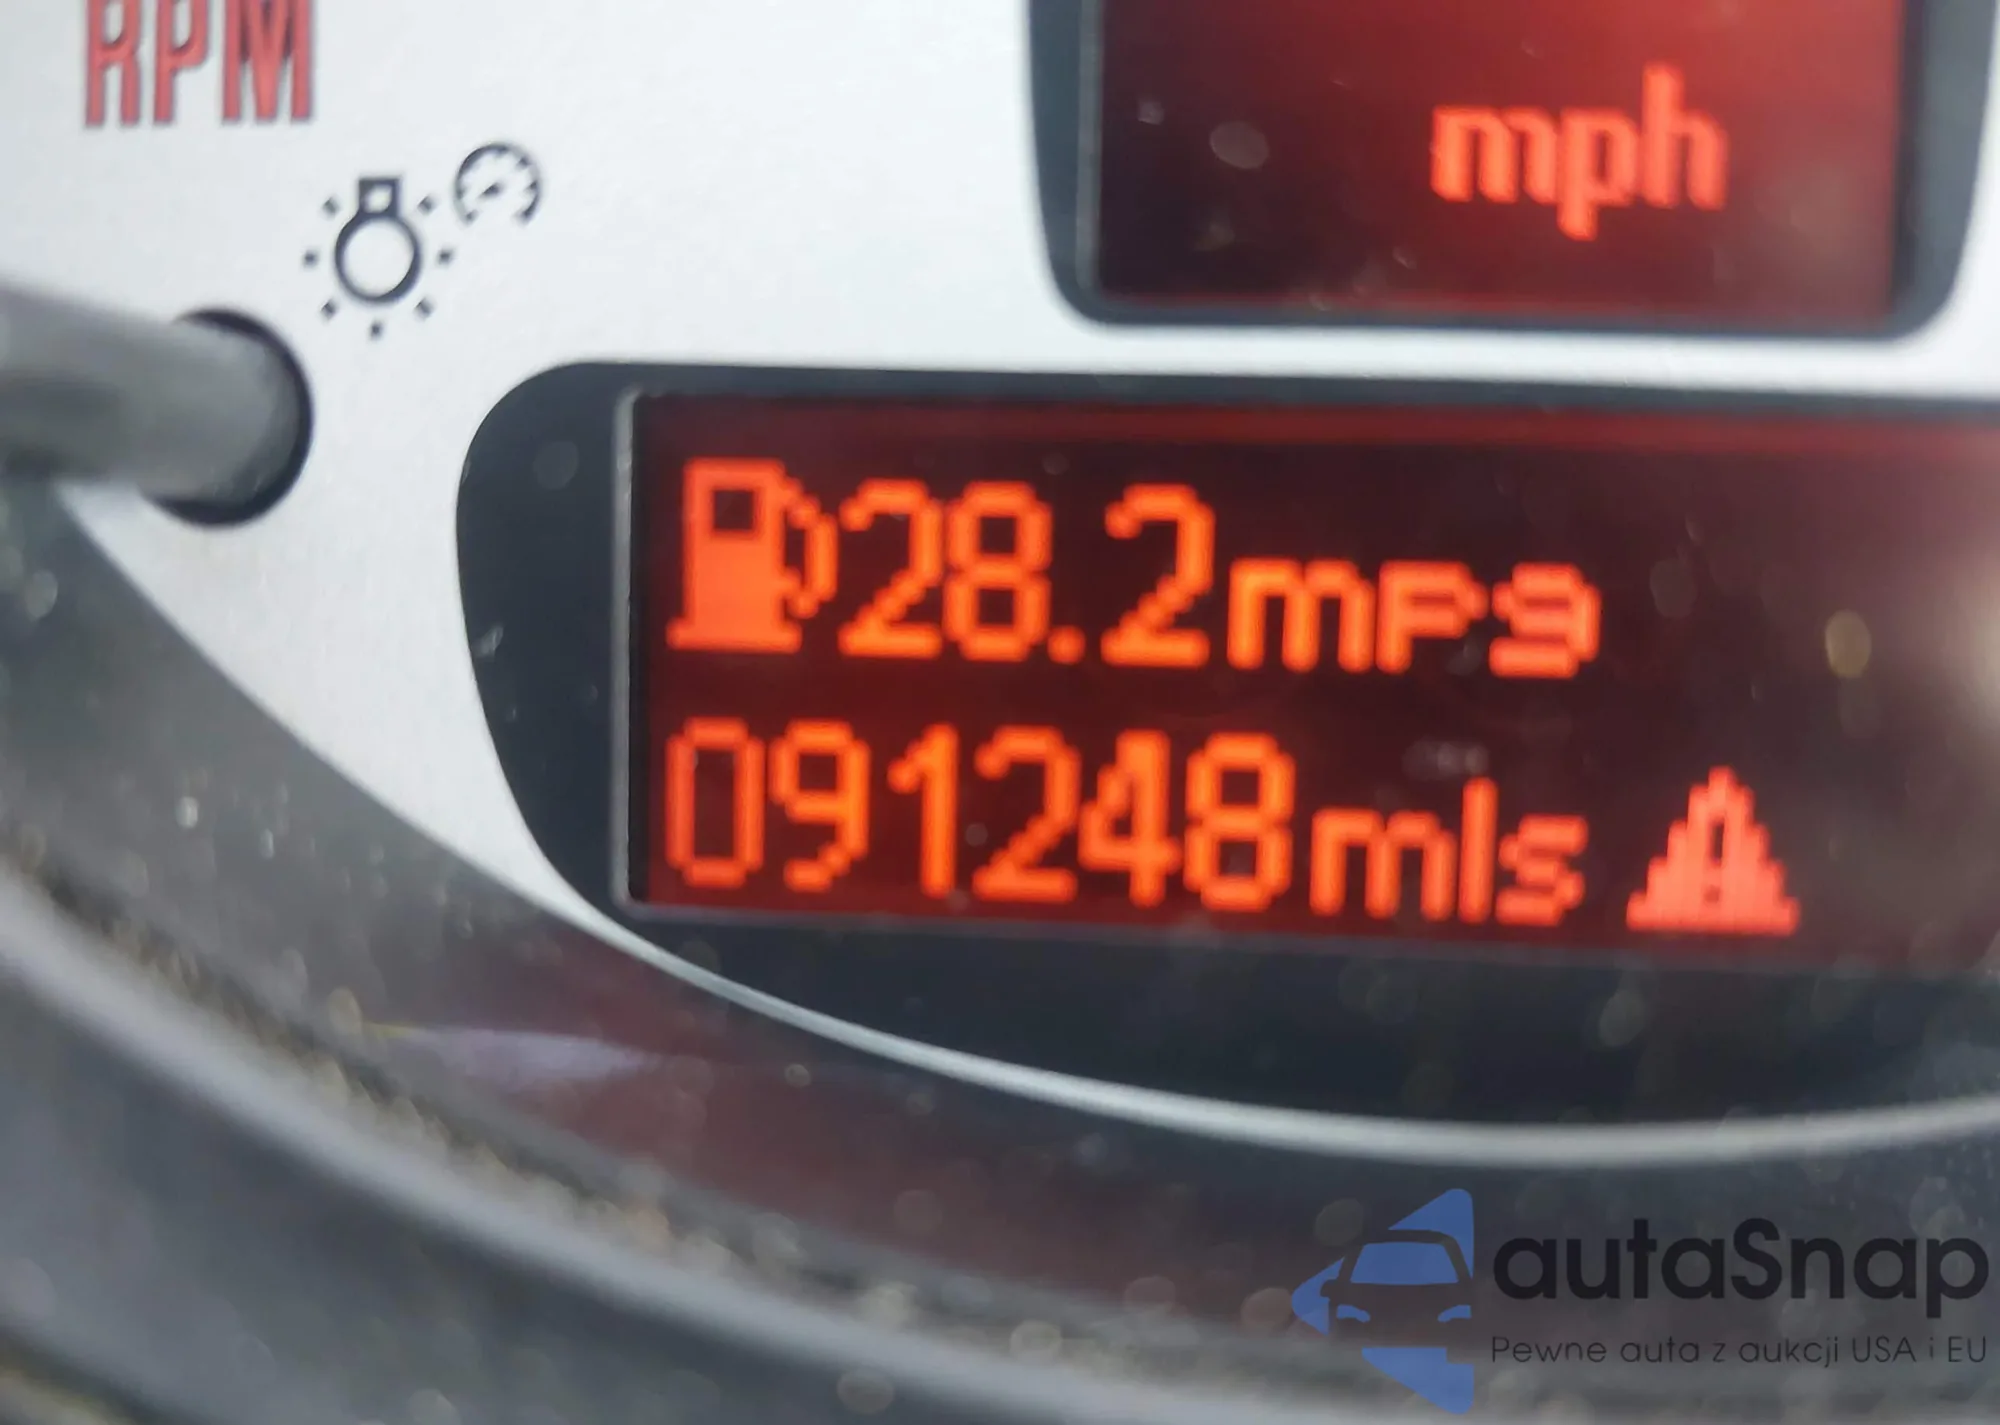 RPM
mph
28.2mpg
091248mls
autaSnap
Pewne auta z aukcji USA i EU